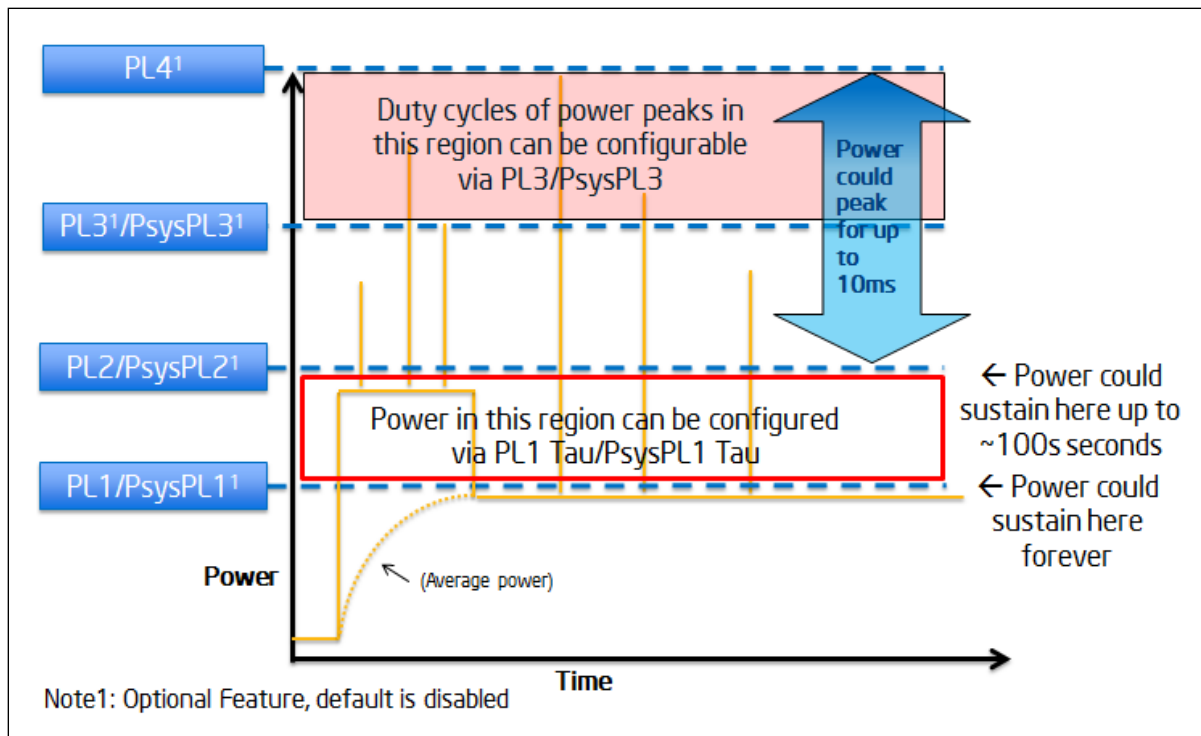 PL4¹
Duty cycles of power peaks in
this region can be configurable
via PL3/PsysPL3
Power
could
peak
for up
to
10ms
PL3¹/PsysPL3¹
PL2/PsysPL2¹
← Power could
sustain here up to
~100s seconds
Power in this region can be configured
via PL1 Tau/PsysPL1 Tau
PL1/PsysPL1¹
← Power could
sustain here
forever
Power
(Average power)
Time
Note1: Optional Feature, default is disabled